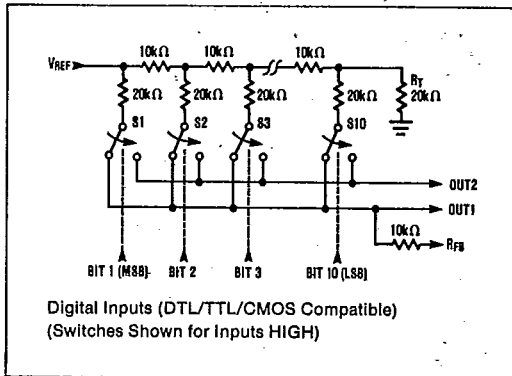 10kΩ 10kΩ 10kΩ
VREF
20kΩ 20kΩ 20kΩ 20kΩ RT 20kΩ
S1 S2 S3 S10
OUT2
OUT1
10kΩ
RFB
BIT 1 (MSB) BIT 2 BIT 3 BIT 10 (LSB)
Digital Inputs (DTL/TTL/CMOS Compatible)
(Switches Shown for Inputs HIGH)